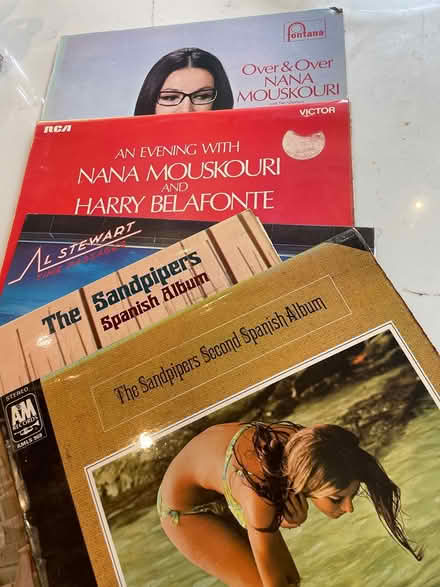 fontana
Over & Over
NANA
MOUSKOURI
RCA
VICTOR
AN EVENING WITH
NANA MOUSKOURI
AND
HARRY BELAFONTE
AL STEWART
The Sandpipers
Spanish Album
The Sandpipers Second Spanish Album
STEREO
A&M
RECORDS